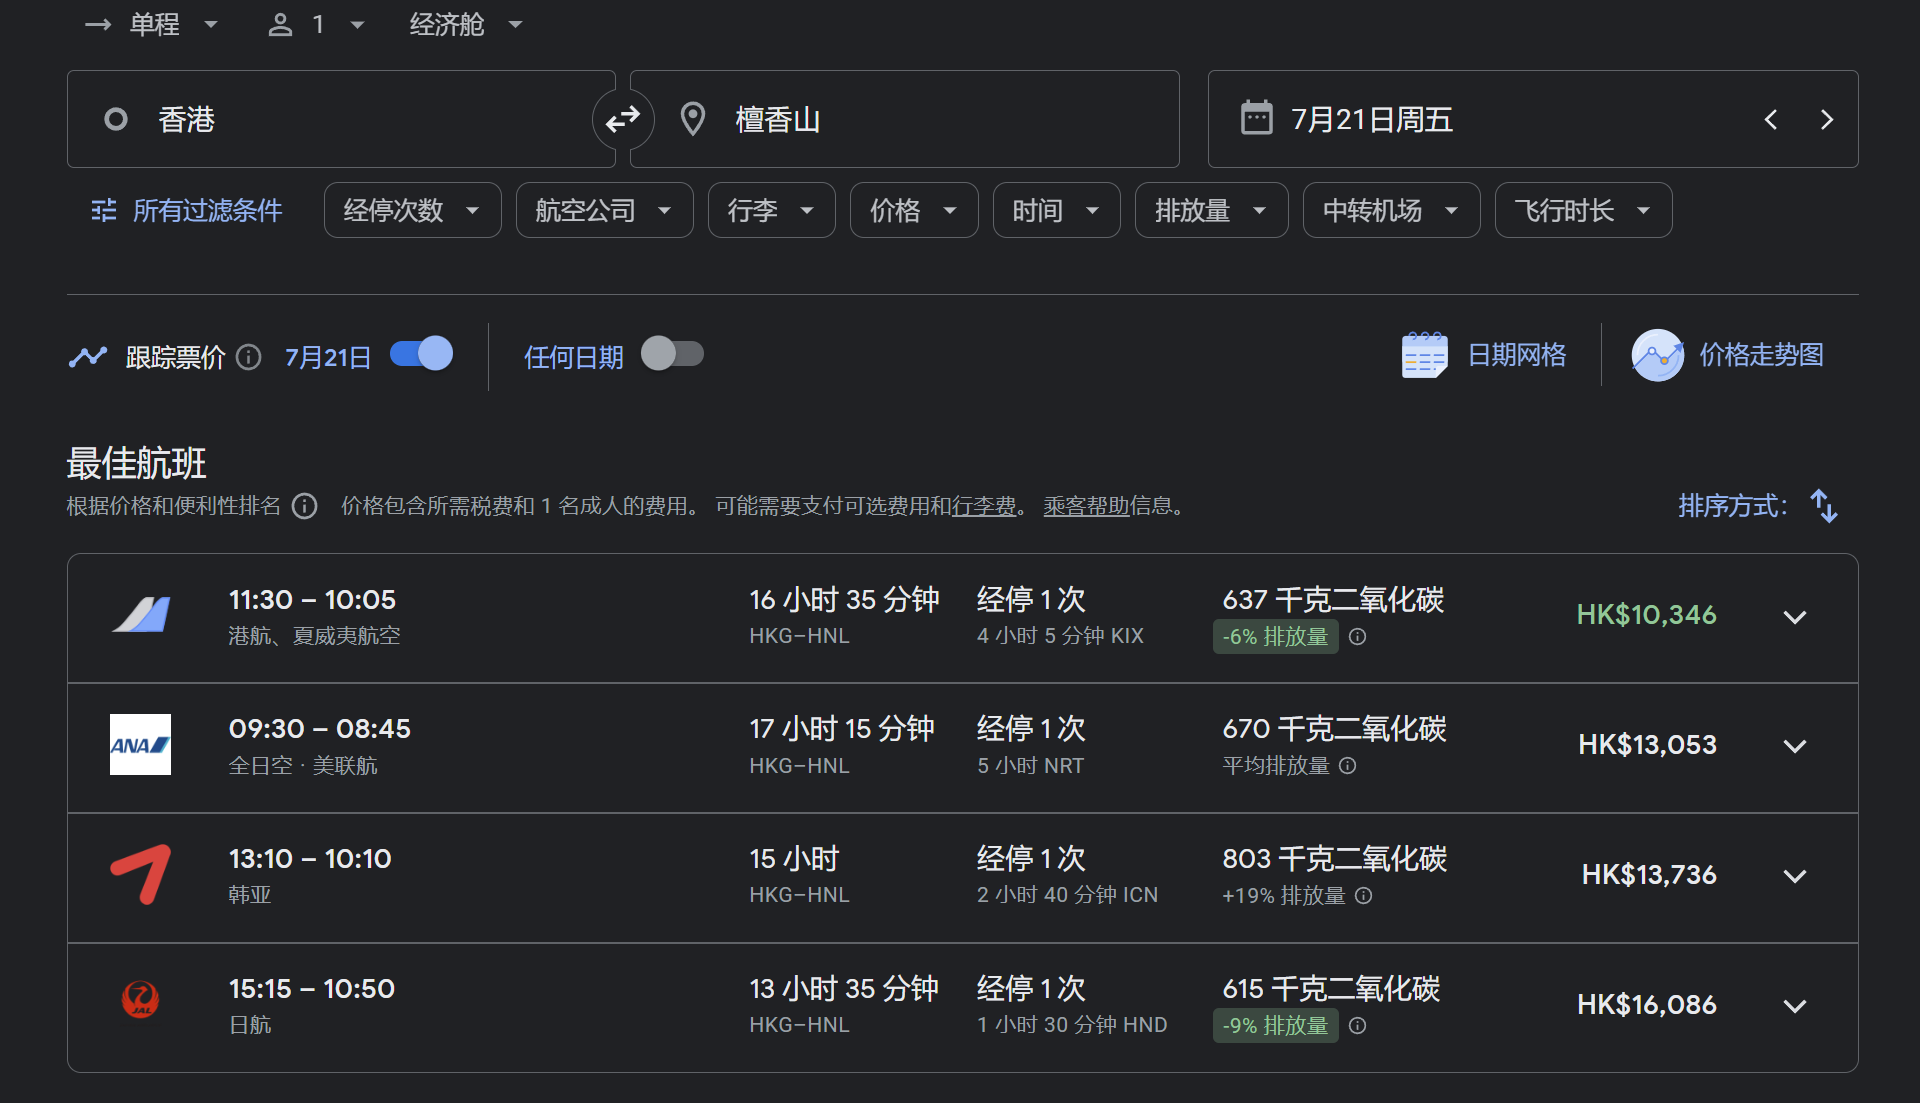 单程 1 经济舱
香港 檀香山 7月21日周五
所有过滤条件 经停次数 航空公司 行李 价格 时间 排放量 中转机场 飞行时长
跟踪票价 7月21日 任何日期 日期网格 价格走势图
最佳航班
根据价格和便利性排名 价格包含所需税费和 1 名成人的费用。 可能需要支付可选费用和行李费。 乘客帮助信息。 排序方式：
11:30 – 10:05 16 小时 35 分钟 经停 1 次 637 千克二氧化碳 HK$10,346
港航、夏威夷航空 HKG–HNL 4 小时 5 分钟 KIX -6% 排放量
ANA 09:30 – 08:45 17 小时 15 分钟 经停 1 次 670 千克二氧化碳 HK$13,053
全日空 · 美联航 HKG–HNL 5 小时 NRT 平均排放量
13:10 – 10:10 15 小时 经停 1 次 803 千克二氧化碳 HK$13,736
韩亚 HKG–HNL 2 小时 40 分钟 ICN +19% 排放量
JAL 15:15 – 10:50 13 小时 35 分钟 经停 1 次 615 千克二氧化碳 HK$16,086
日航 HKG–HNL 1 小时 30 分钟 HND -9% 排放量